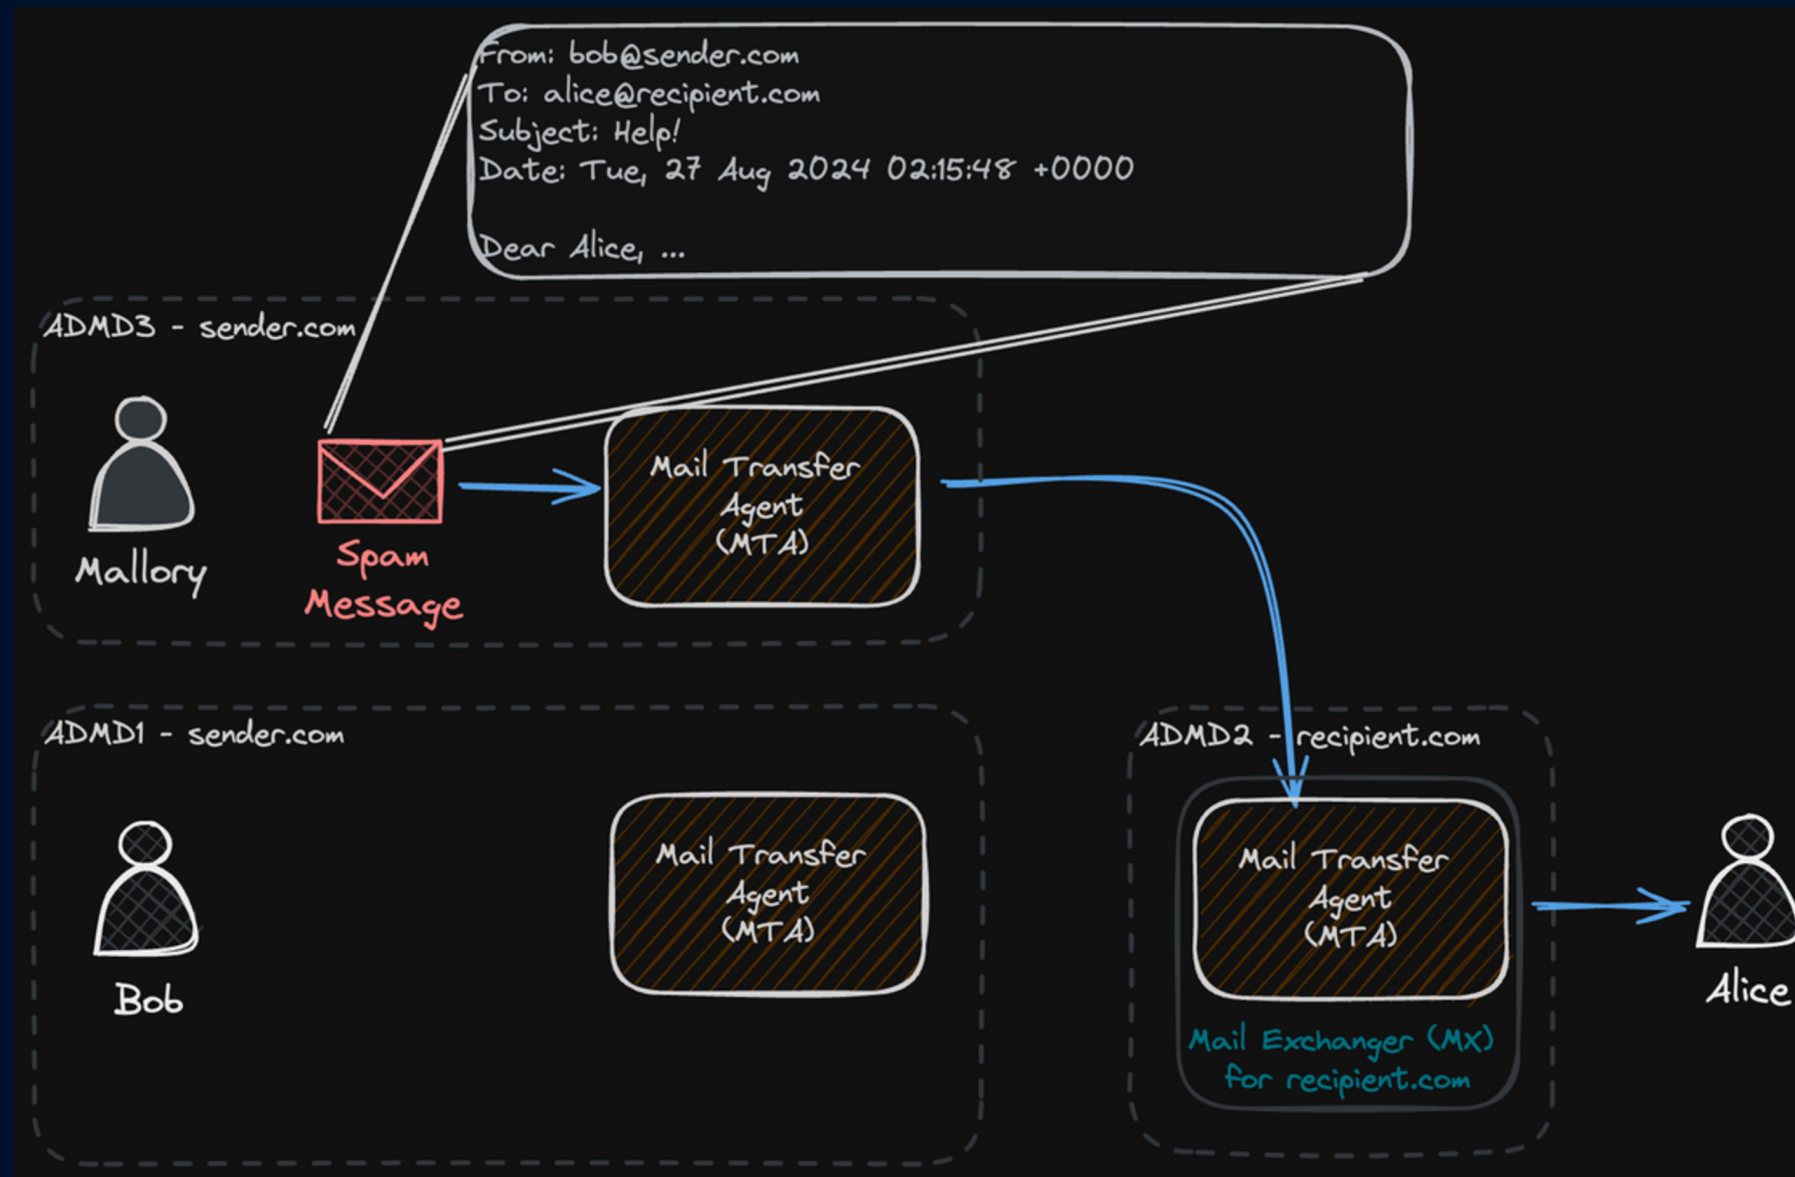 From: bob@sender.com
To: alice@recipient.com
Subject: Help!
Date: Tue, 27 Aug 2024 02:15:48 +0000
Dear Alice, ...
ADMD3 - sender.com
Mallory
Spam
Message
Mail Transfer
Agent
(MTA)
ADMD1 - sender.com
Bob
Mail Transfer
Agent
(MTA)
ADMD2 - recipient.com
Mail Transfer
Agent
(MTA)
Mail Exchanger (MX)
for recipient.com
Alice